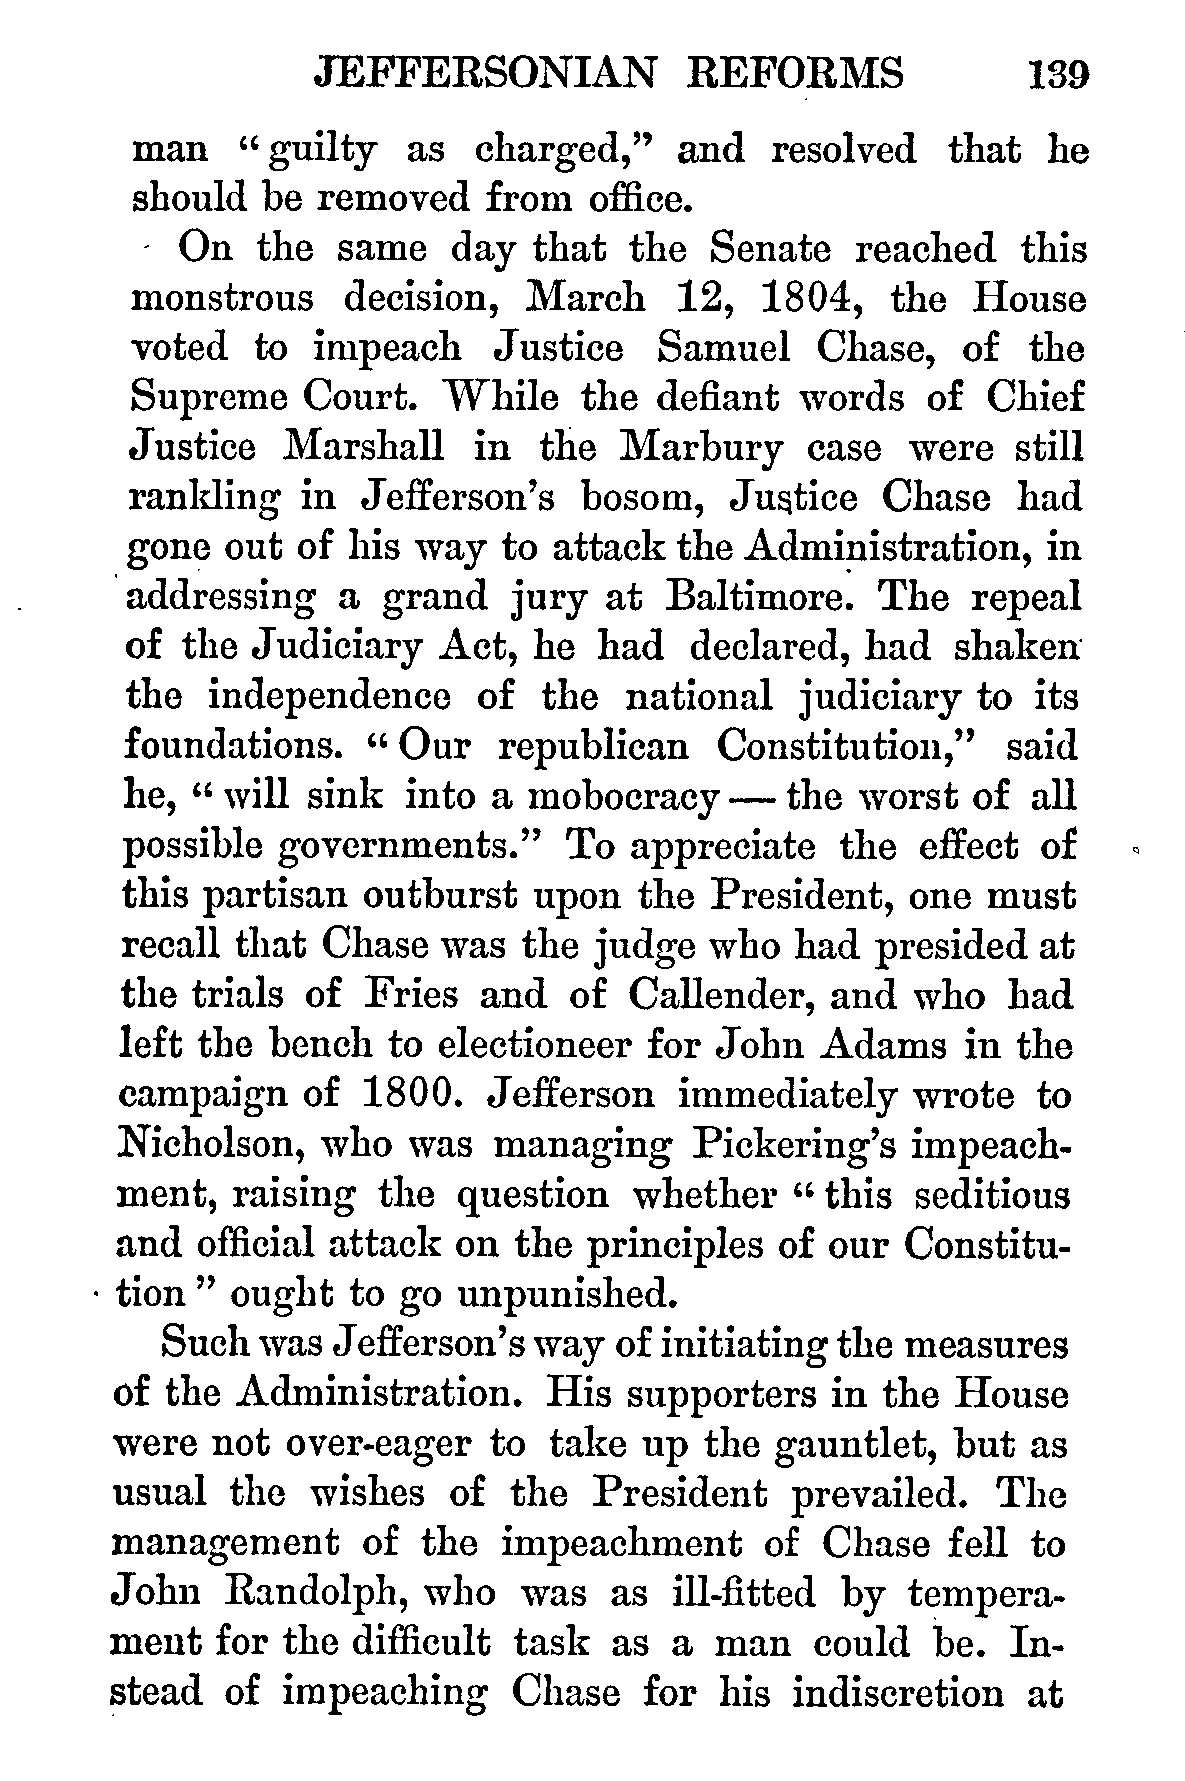 JEFFERSONIAN REFORMS 139
man “guilty as charged,” and resolved that he
should be removed from office.
On the same day that the Senate reached this
monstrous decision, March 12, 1804, the House
voted to impeach Justice Samuel Chase, of the
Supreme Court. While the defiant words of Chief
Justice Marshall in the Marbury case were still
rankling in Jefferson’s bosom, Justice Chase had
gone out of his way to attack the Administration, in
addressing a grand jury at Baltimore. The repeal
of the Judiciary Act, he had declared, had shaken
the independence of the national judiciary to its
foundations. “Our republican Constitution,” said
he, “will sink into a mobocracy — the worst of all
possible governments.” To appreciate the effect of
this partisan outburst upon the President, one must
recall that Chase was the judge who had presided at
the trials of Fries and of Callender, and who had
left the bench to electioneer for John Adams in the
campaign of 1800. Jefferson immediately wrote to
Nicholson, who was managing Pickering’s impeach-
ment, raising the question whether “this seditious
and official attack on the principles of our Constitu-
tion” ought to go unpunished.
Such was Jefferson’s way of initiating the measures
of the Administration. His supporters in the House
were not over-eager to take up the gauntlet, but as
usual the wishes of the President prevailed. The
management of the impeachment of Chase fell to
John Randolph, who was as ill-fitted by tempera-
ment for the difficult task as a man could be. In-
stead of impeaching Chase for his indiscretion at